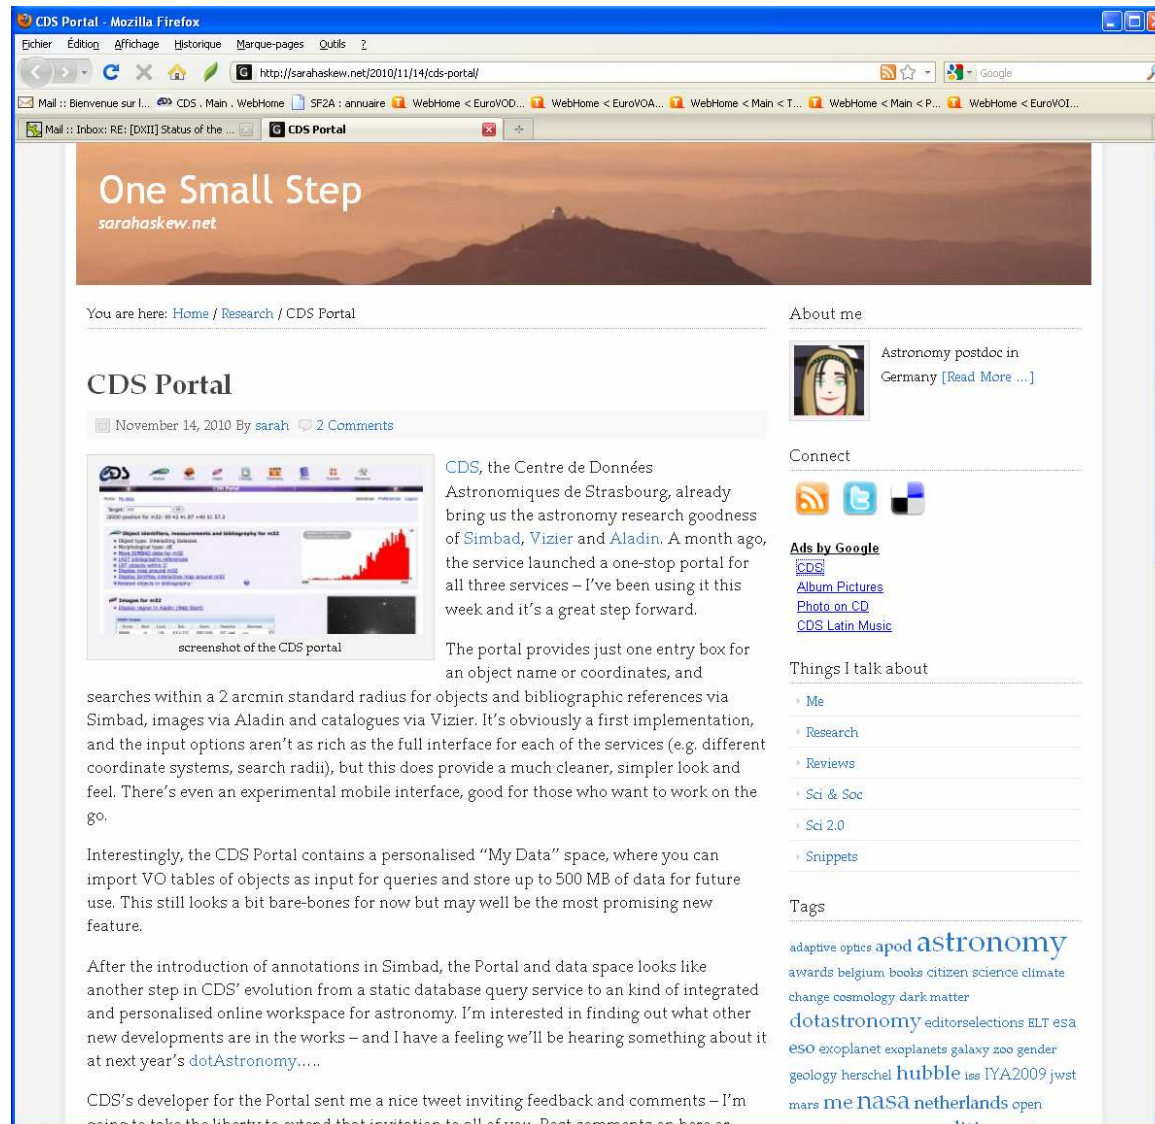 CDS Portal - Mozilla Firefox
Fichier Édition Affichage Historique Marque-pages Outils ?
http://sarahaskew.net/2010/11/14/cds-portal/
Google
Mail :: Bienvenue sur l... CDS . Main . WebHome SF2A : annuaire WebHome < EuroVOD... WebHome < EuroVOA... WebHome < Main < T... WebHome < Main < P... WebHome < EuroVOI...
Mail :: Inbox: RE: [DXII] Status of the ... CDS Portal
One Small Step
sarahaskew.net
You are here: Home / Research / CDS Portal
CDS Portal
November 14, 2010 By sarah 2 Comments
screenshot of the CDS portal
CDS, the Centre de Données
Astronomiques de Strasbourg, already
bring us the astronomy research goodness
of Simbad, Vizier and Aladin. A month ago,
the service launched a one-stop portal for
all three services – I've been using it this
week and it's a great step forward.
The portal provides just one entry box for
an object name or coordinates, and
searches within a 2 arcmin standard radius for objects and bibliographic references via
Simbad, images via Aladin and catalogues via Vizier. It's obviously a first implementation,
and the input options aren't as rich as the full interface for each of the services (e.g. different
coordinate systems, search radii), but this does provide a much cleaner, simpler look and
feel. There's even an experimental mobile interface, good for those who want to work on the
go.
Interestingly, the CDS Portal contains a personalised "My Data" space, where you can
import VO tables of objects as input for queries and store up to 500 MB of data for future
use. This still looks a bit bare-bones for now but may well be the most promising new
feature.
After the introduction of annotations in Simbad, the Portal and data space looks like
another step in CDS' evolution from a static database query service to an kind of integrated
and personalised online workspace for astronomy. I'm interested in finding out what other
new developments are in the works – and I have a feeling we'll be hearing something about it
at next year's dotAstronomy.....
CDS's developer for the Portal sent me a nice tweet inviting feedback and comments – I'm
going to take the liberty to extend that invitation to all of you. Post comments on here or
About me
Astronomy postdoc in
Germany [Read More ...]
Connect
Ads by Google
CDS
Album Pictures
Photo on CD
CDS Latin Music
Things I talk about
Me
Research
Reviews
Sci & Soc
Sci 2.0
Snippets
Tags
adaptive optics apod astronomy
awards belgium books citizen science climate
change cosmology dark matter
dotastronomy editorselections ELT esa
eso exoplanet exoplanets galaxy zoo gender
geology herschel hubble iss IYA2009 jwst
mars me nasa netherlands open